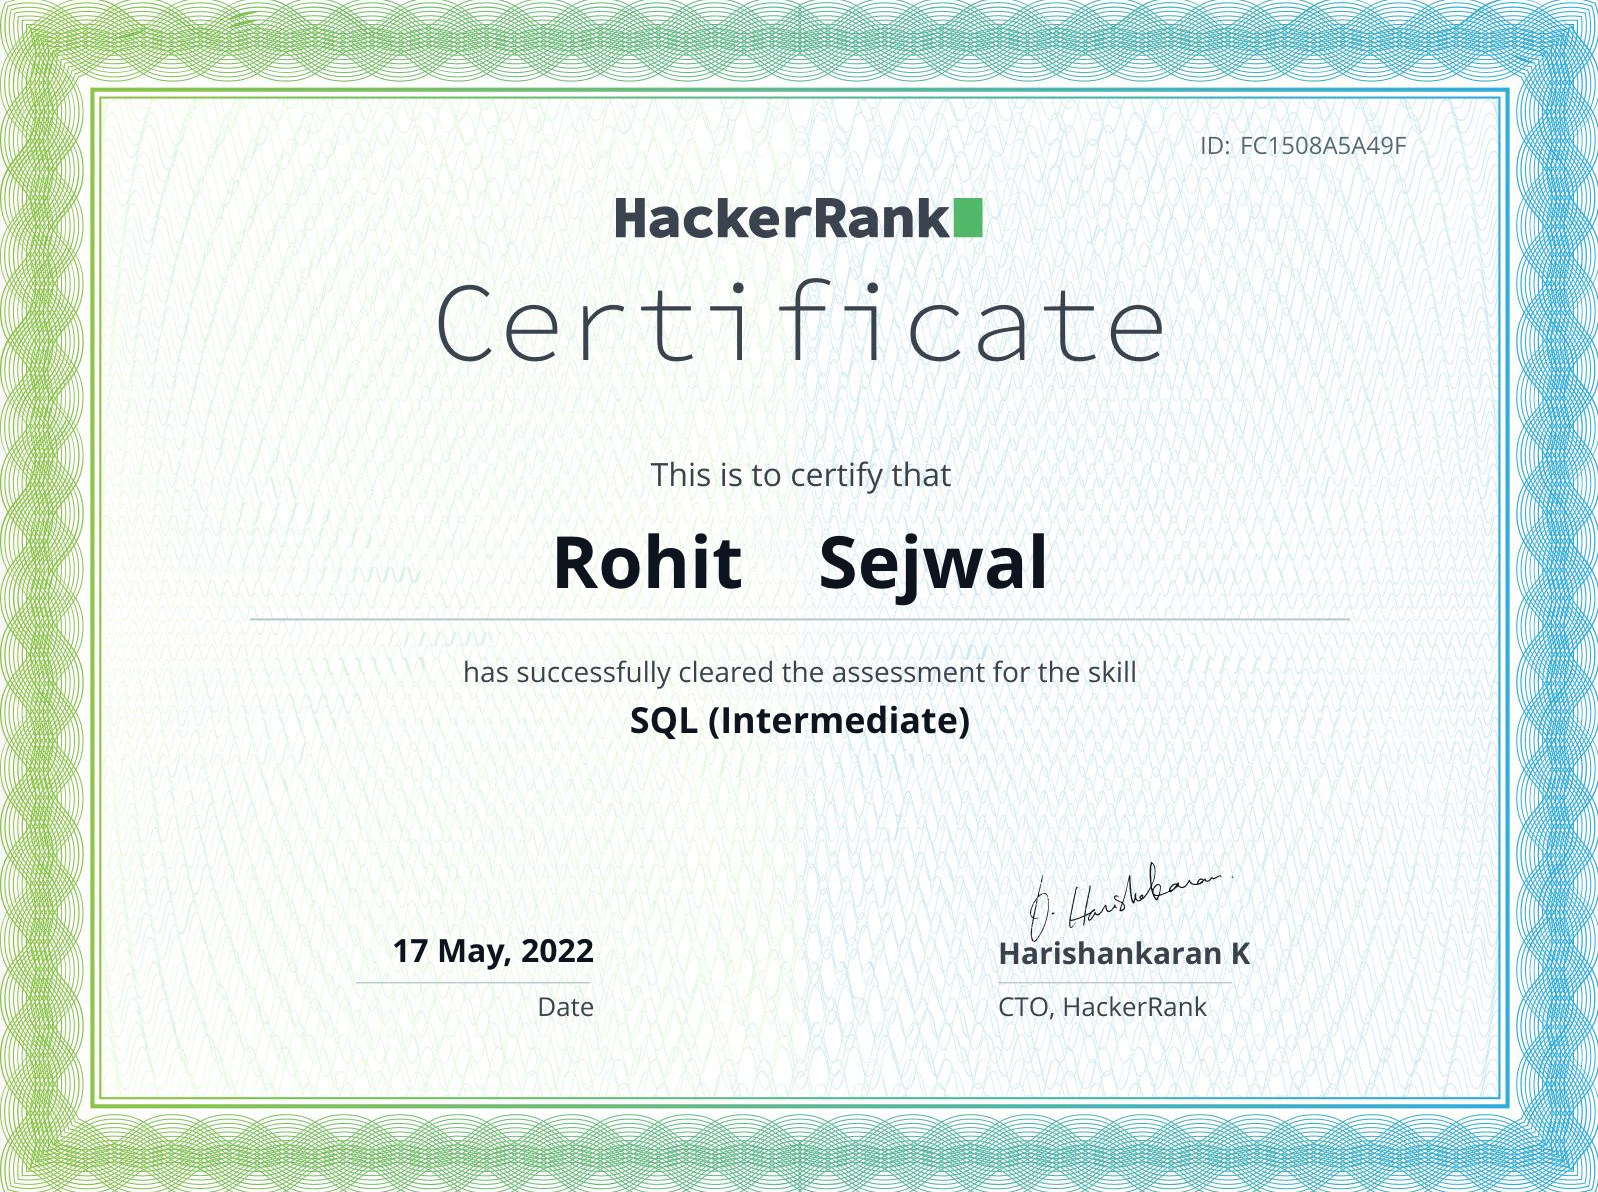 ID: FC1508A5A49F
HackerRank
Certificate
This is to certify that
Rohit Sejwal
has successfully cleared the assessment for the skill
SQL (Intermediate)
17 May, 2022
Date
Harishankaran K
CTO, HackerRank